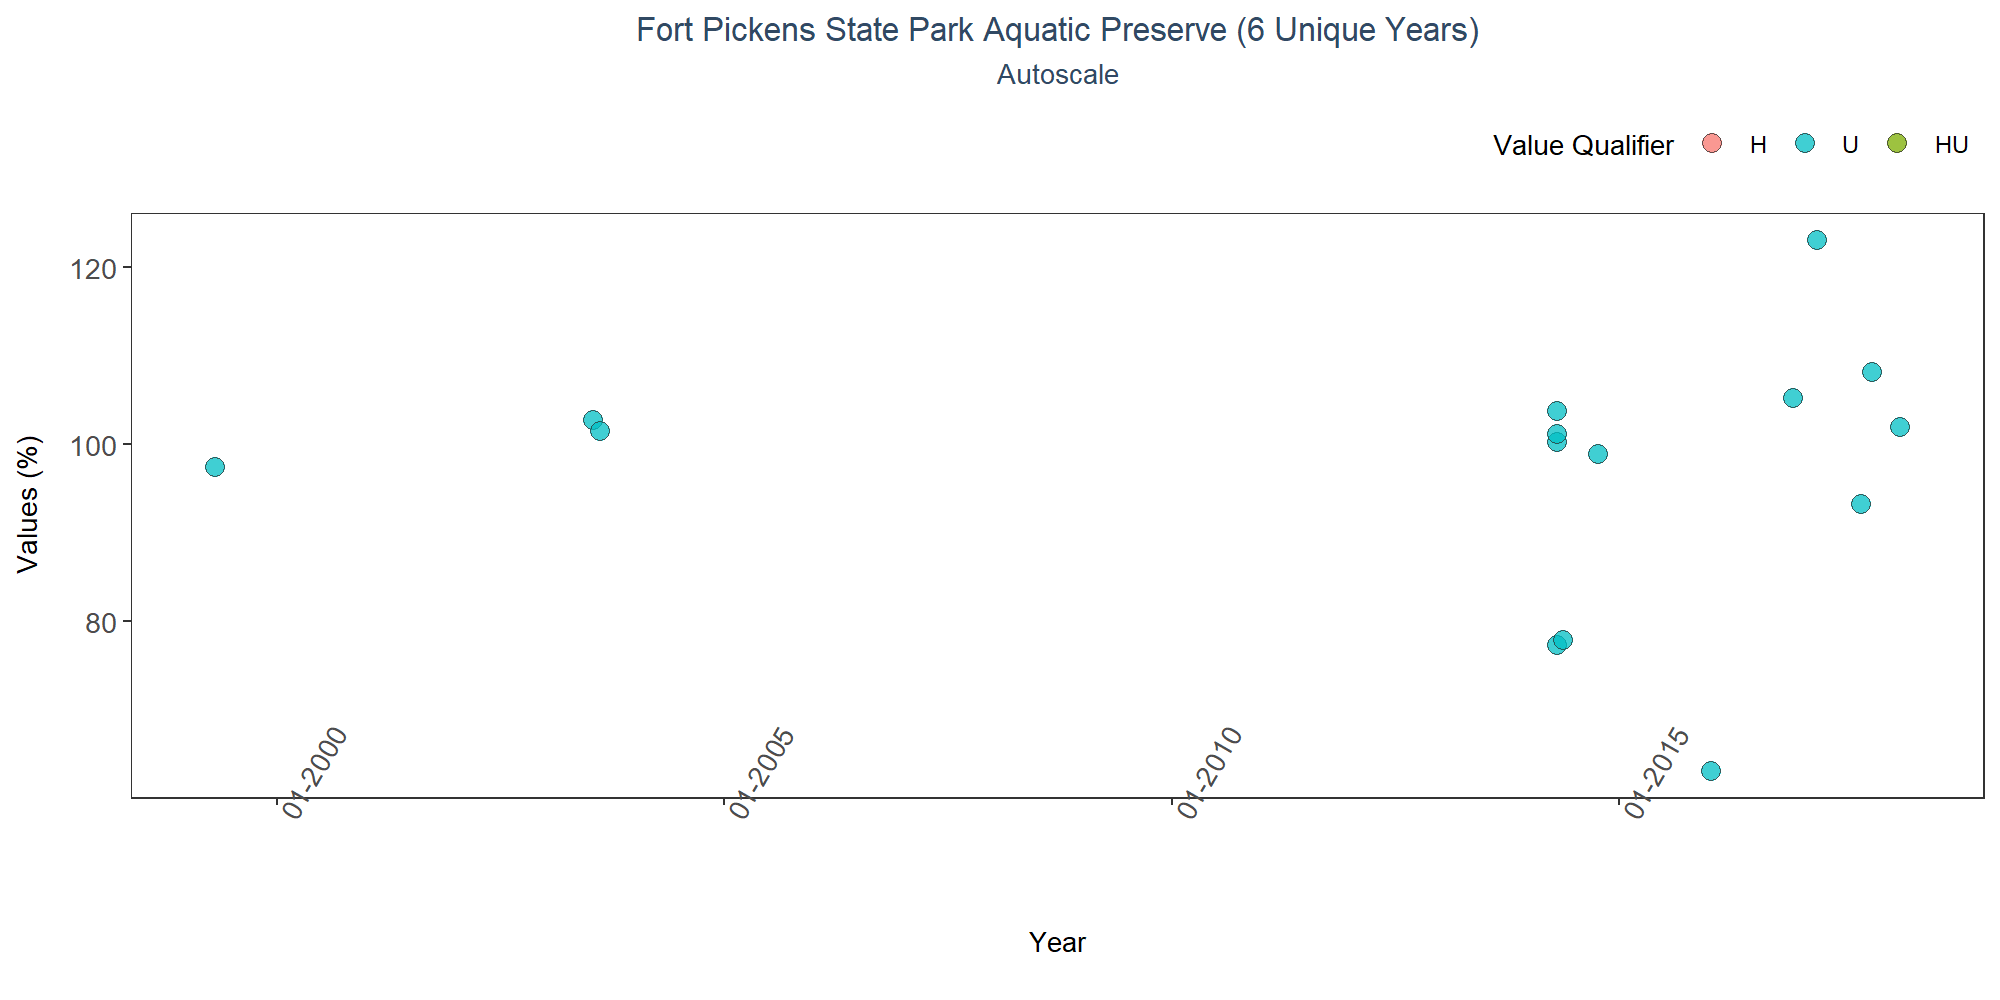 Fort Pickens State Park Aquatic Preserve (6 Unique Years)
Autoscale
Value Qualifier H U HU
120
100
80
Values (%)
01-2000 01-2005 01-2010 01-2015
Year